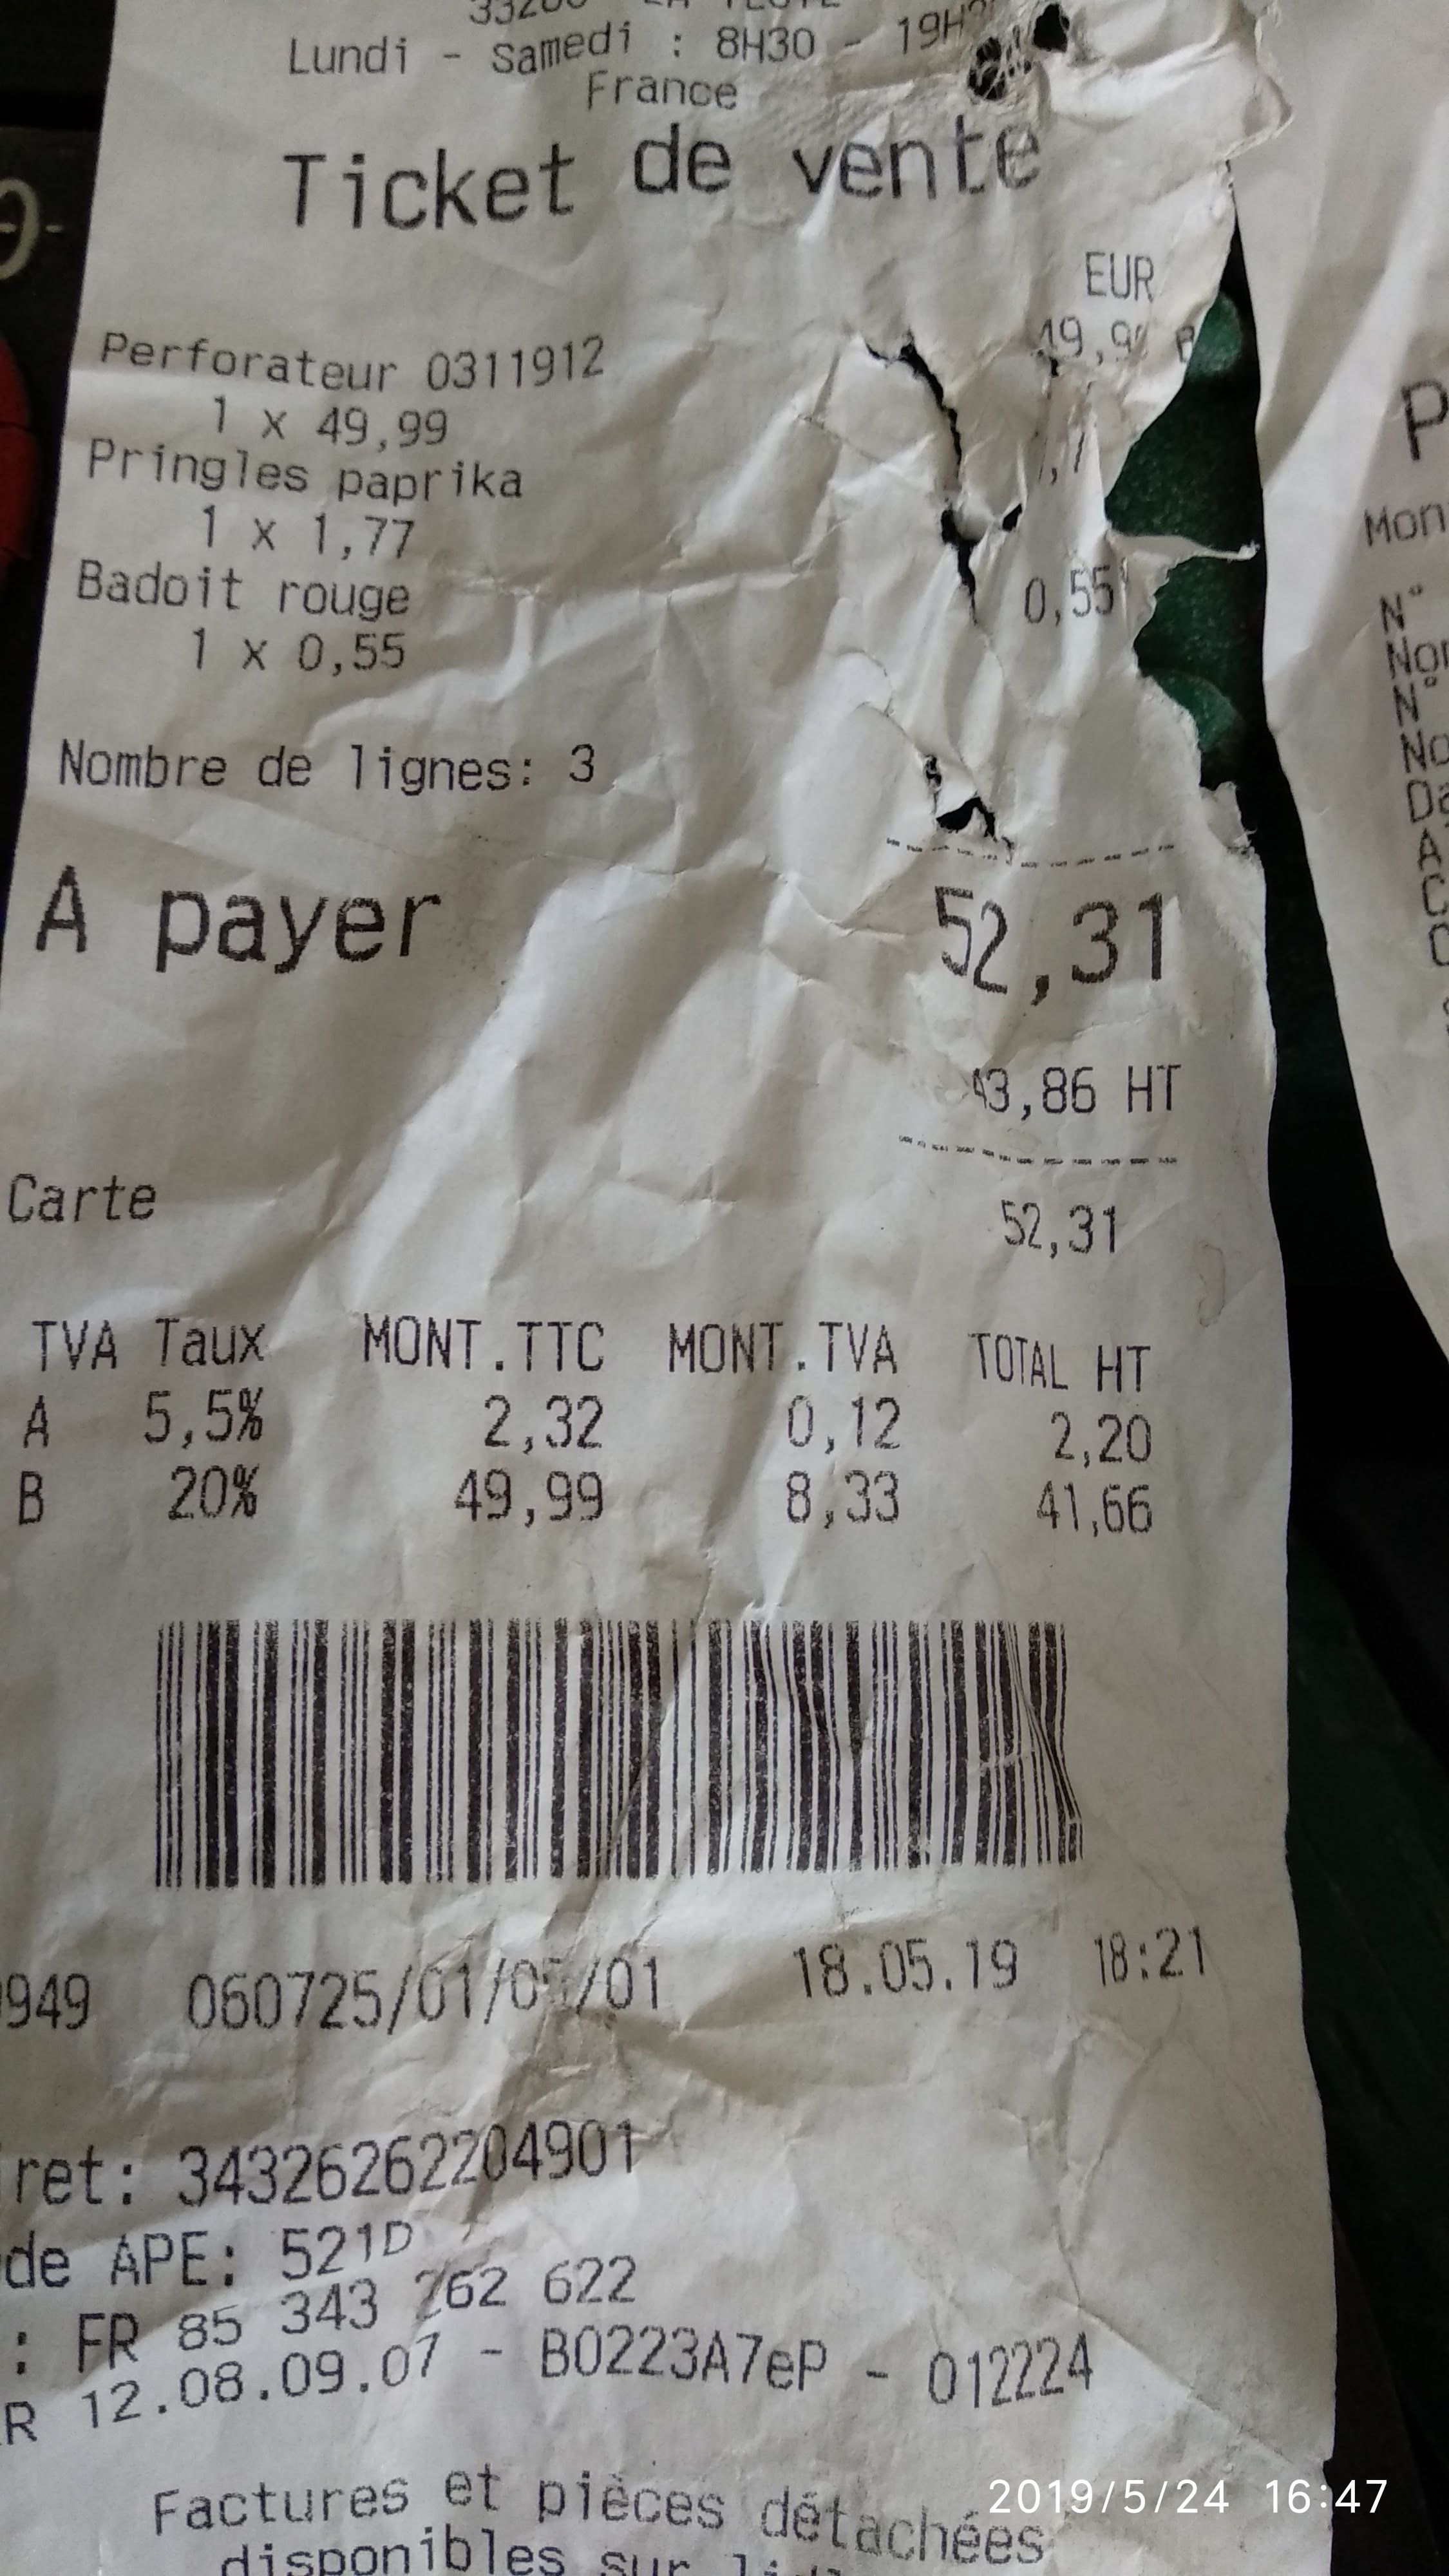 Lundi - Samedi : 8H30 -
France
Ticket de vente
EUR
Perforateur 0311912
1 x 49,99
Pringles paprika
1 x 1,77
Badoit rouge
0,55
1 x 0,55
Nombre de lignes: 3
A payer 52,31
43,86 HT
Carte 52,31
TVA Taux MONT.TTC MONT.TVA TOTAL HT
A 5,5% 2,32 0,12 2,20
B 20% 49,99 8,33 41,66
18.05.19 18:21
34326262204901
APE: 521D
: FR 85 343 262 622
12.08.09.07 - B0223A7eP - 012224
Factures et pièces détachées
disponibles sur
2019/5/24 16:47